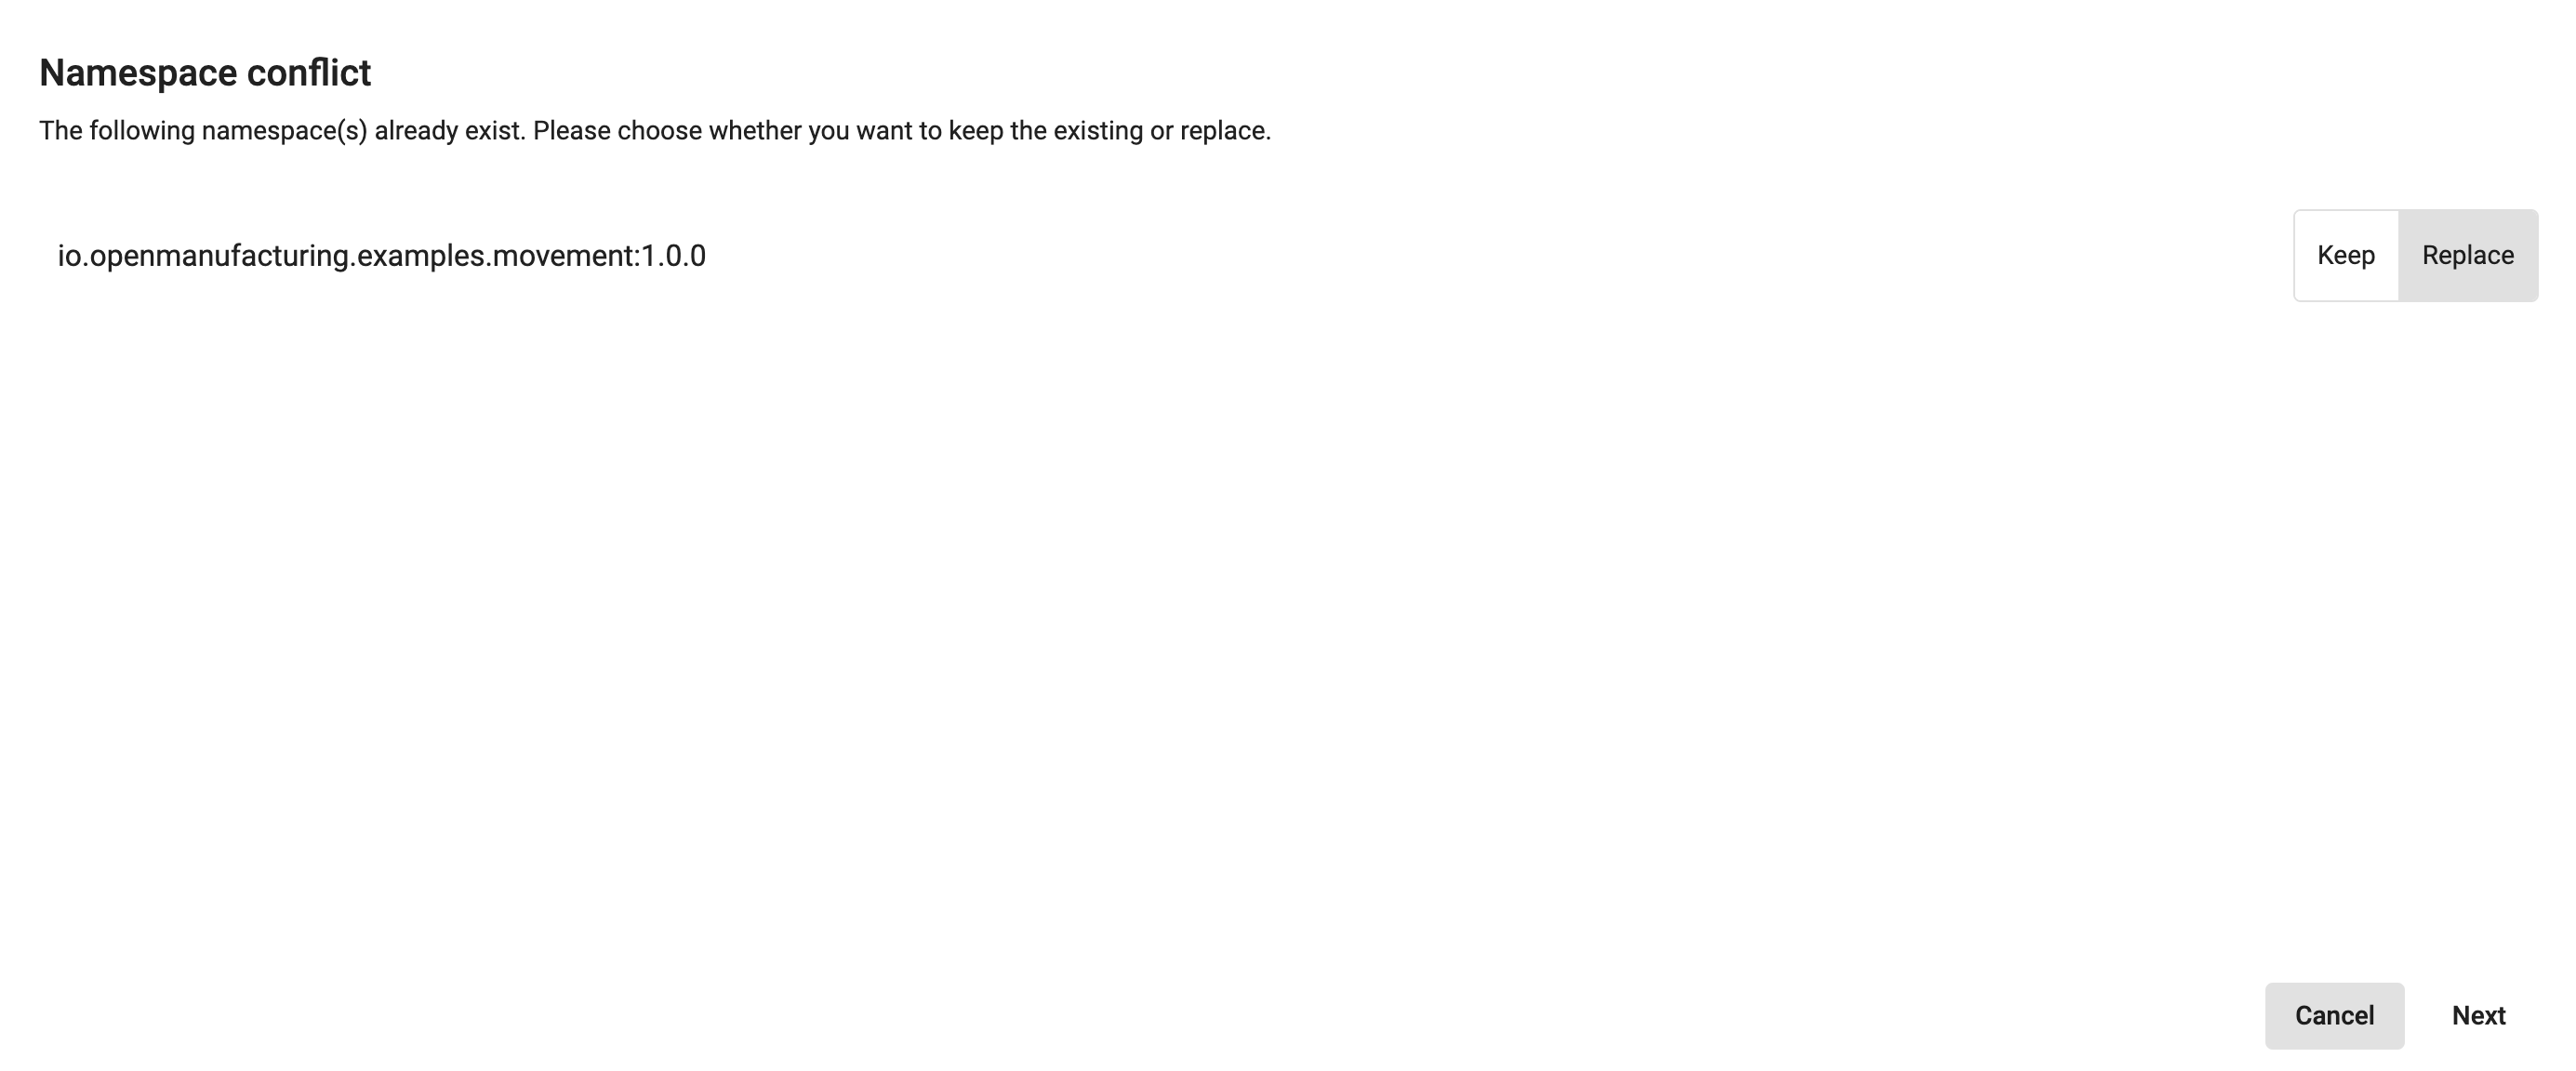 Namespace conflict
The following namespace(s) already exist. Please choose whether you want to keep the existing or replace.
io.openmanufacturing.examples.movement:1.0.0
Keep
Replace
Cancel
Next